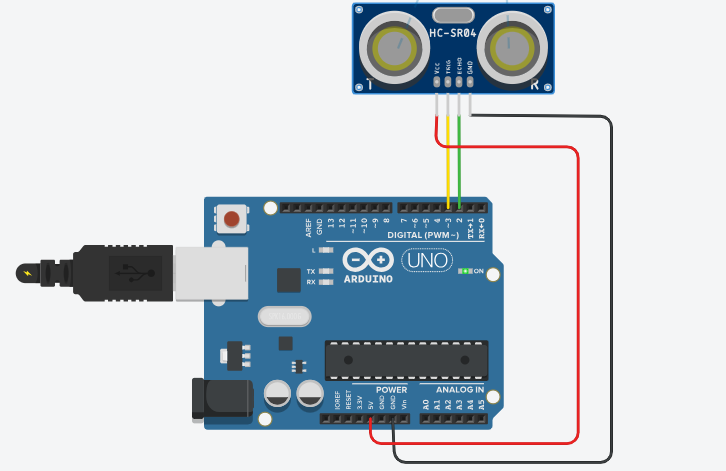 HC-SR04
VCC
TRIG
ECHO
GND
T
R
AREF
GND
13
12
~11
~10
~9
8
7
~6
~5
4
~3
2
TX→1
RX←0
DIGITAL (PWM~)
L
TX
RX
ARDUINO
UNO
ON
POWER
ANALOG IN
IOREF
RESET
3.3V
5V
GND
GND
Vin
A0
A1
A2
A3
A4
A5